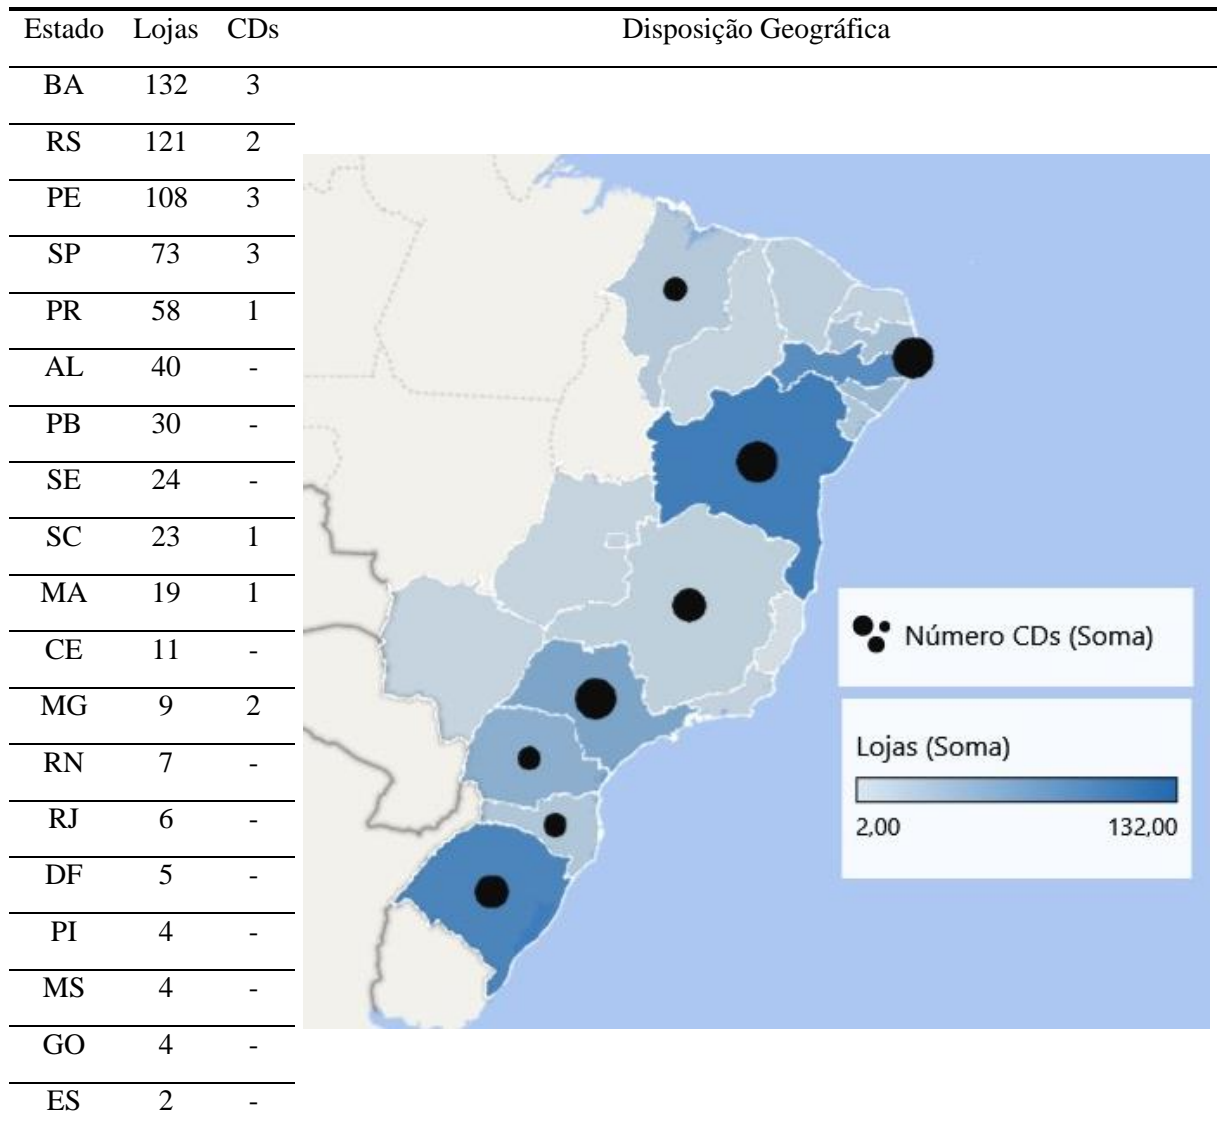 Estado Lojas CDs Disposição Geográfica
BA 132 3
RS 121 2
PE 108 3
SP 73 3
PR 58 1
AL 40 -
PB 30 -
SE 24 -
SC 23 1
MA 19 1
CE 11 -
MG 9 2
RN 7 -
RJ 6 -
DF 5 -
PI 4 -
MS 4 -
GO 4 -
ES 2 -
Número CDs (Soma)
Lojas (Soma)
2,00 132,00